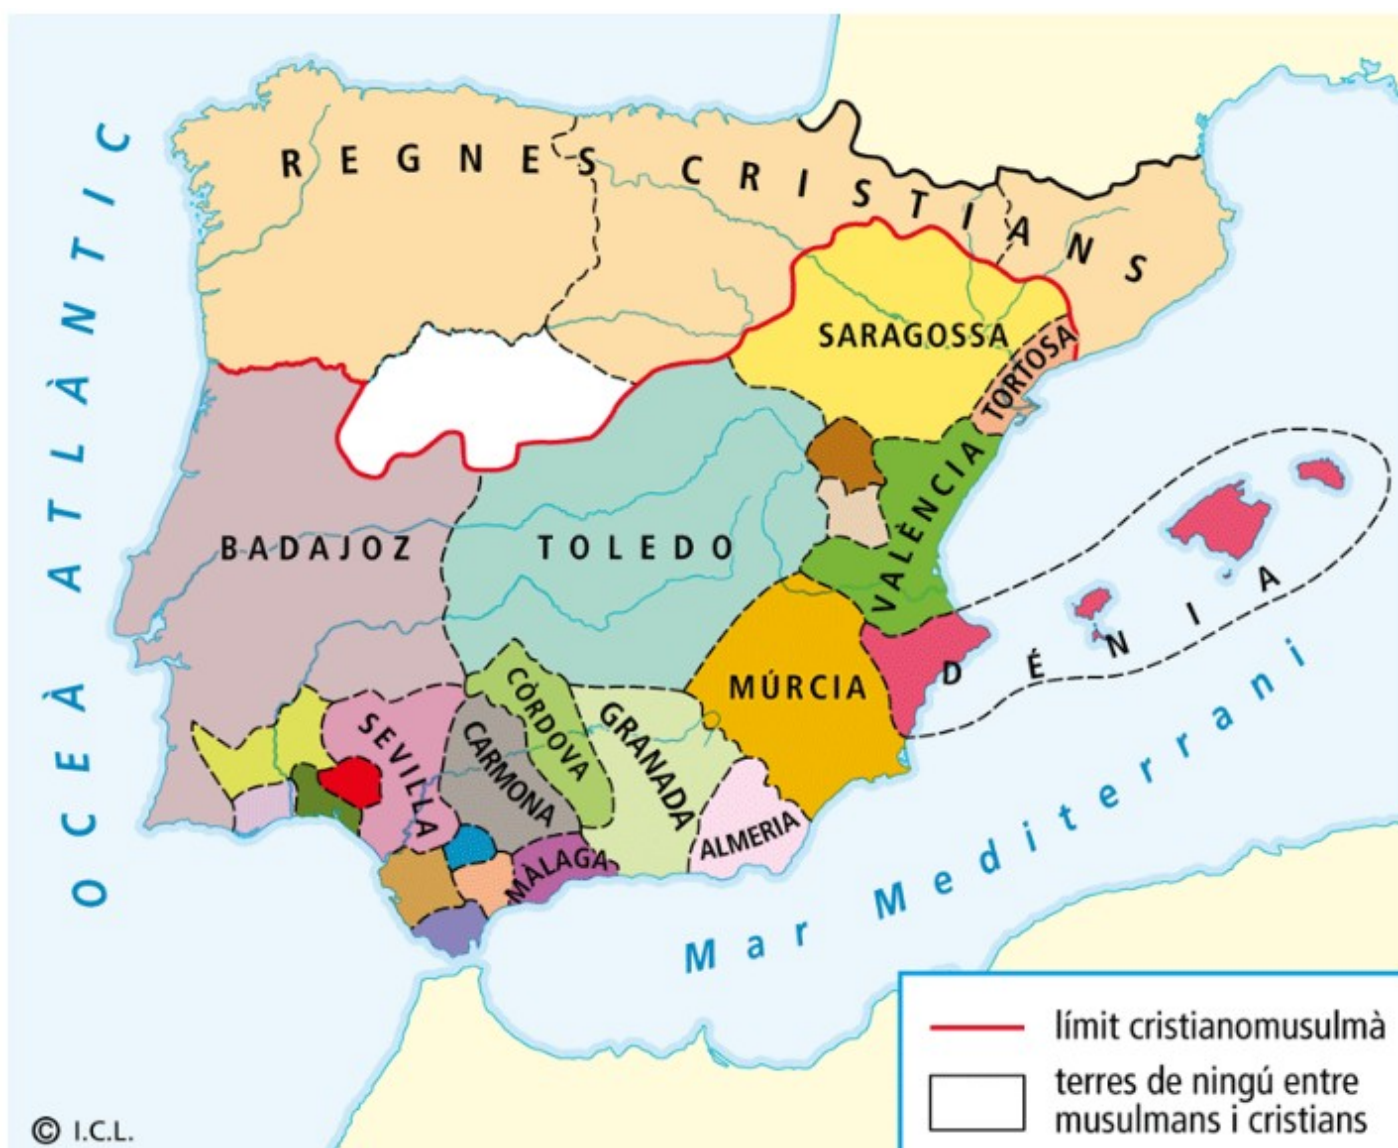 REGNES CRISTIANS
OCEÀ ATLÀNTIC
SARAGOSSA
TORTOSA
BADAJOZ
TOLEDO
VALÈNCIA
DÉNIA
MÚRCIA
SEVILLA
CARMONA
CÒRDOVA
GRANADA
ALMERIA
MÀLAGA
Mar Mediterrani
límit cristianomusulmà
terres de ningú entre
musulmans i cristians
© I.C.L.